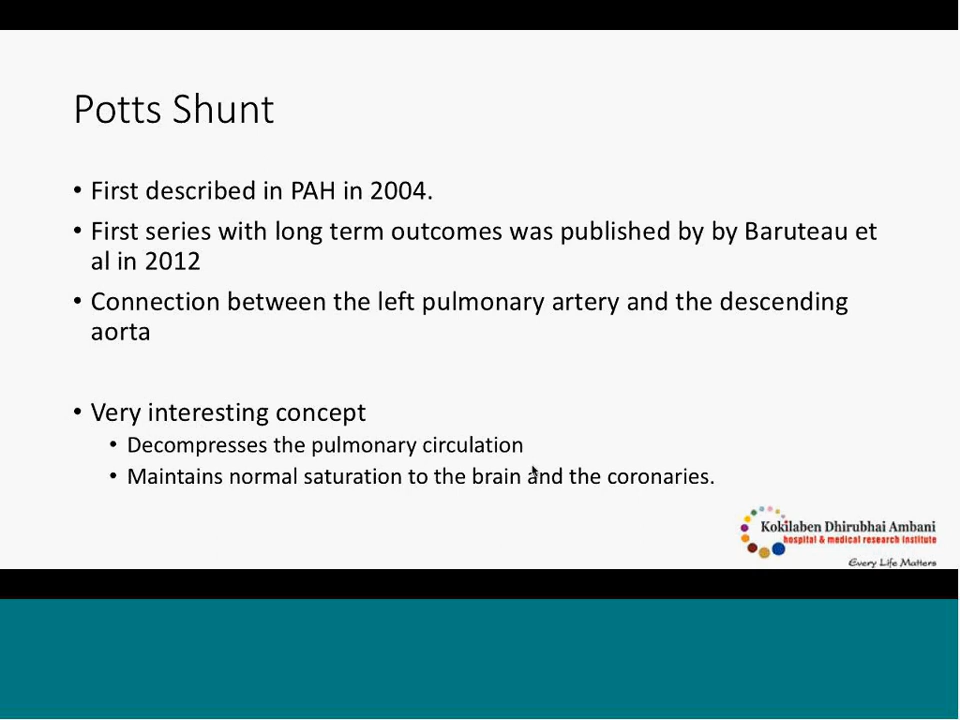 Potts Shunt
• First described in PAH in 2004.
• First series with long term outcomes was published by by Baruteau et
al in 2012
• Connection between the left pulmonary artery and the descending
aorta
• Very interesting concept
• Decompresses the pulmonary circulation
• Maintains normal saturation to the brain and the coronaries.
Kokilaben Dhirubhai Ambani
hospital & medical research institute
Every Life Matters